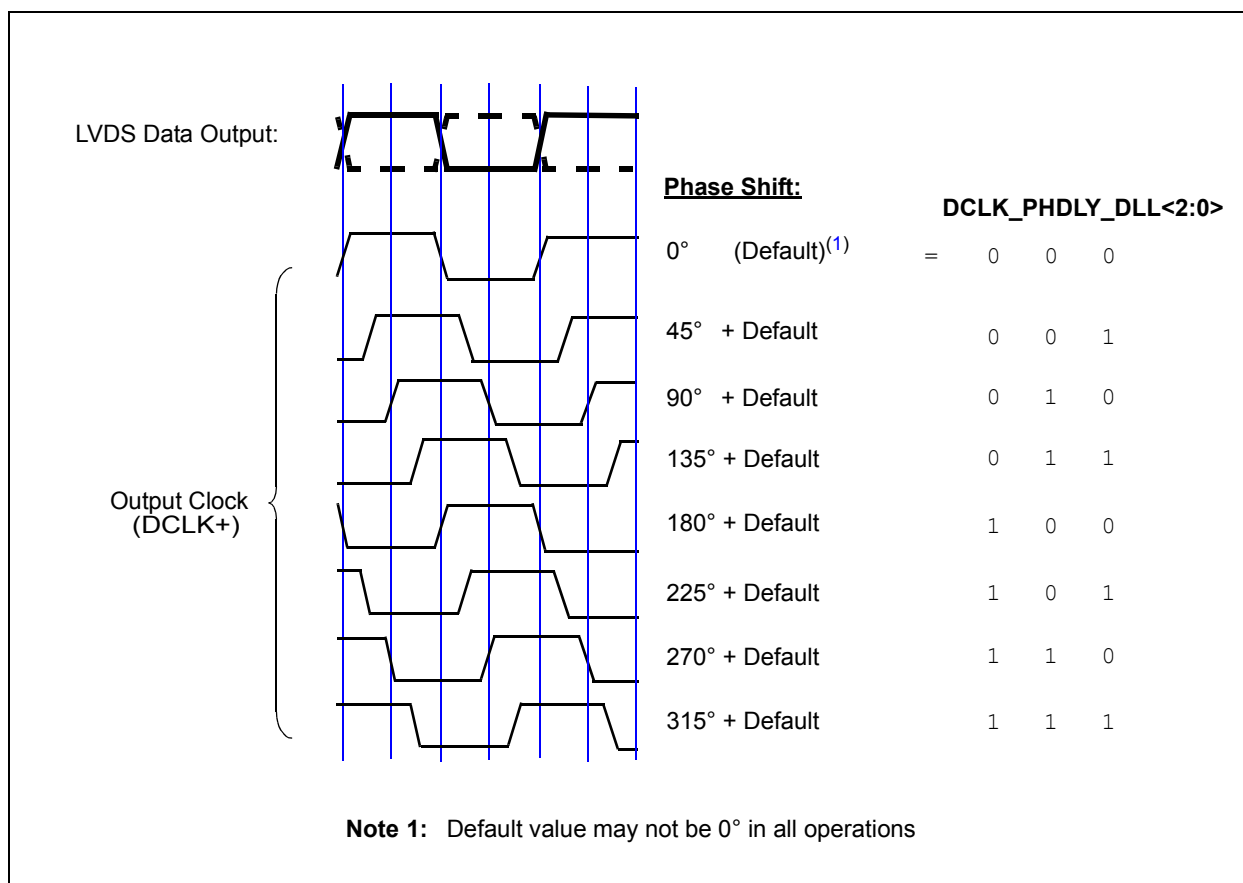 LVDS Data Output:
Phase Shift:
DCLK_PHDLY_DLL<2:0>
0° (Default)(1) = 0 0 0
45° + Default 0 0 1
90° + Default 0 1 0
135° + Default 0 1 1
Output Clock
(DCLK+)
180° + Default 1 0 0
225° + Default 1 0 1
270° + Default 1 1 0
315° + Default 1 1 1
Note 1: Default value may not be 0° in all operations